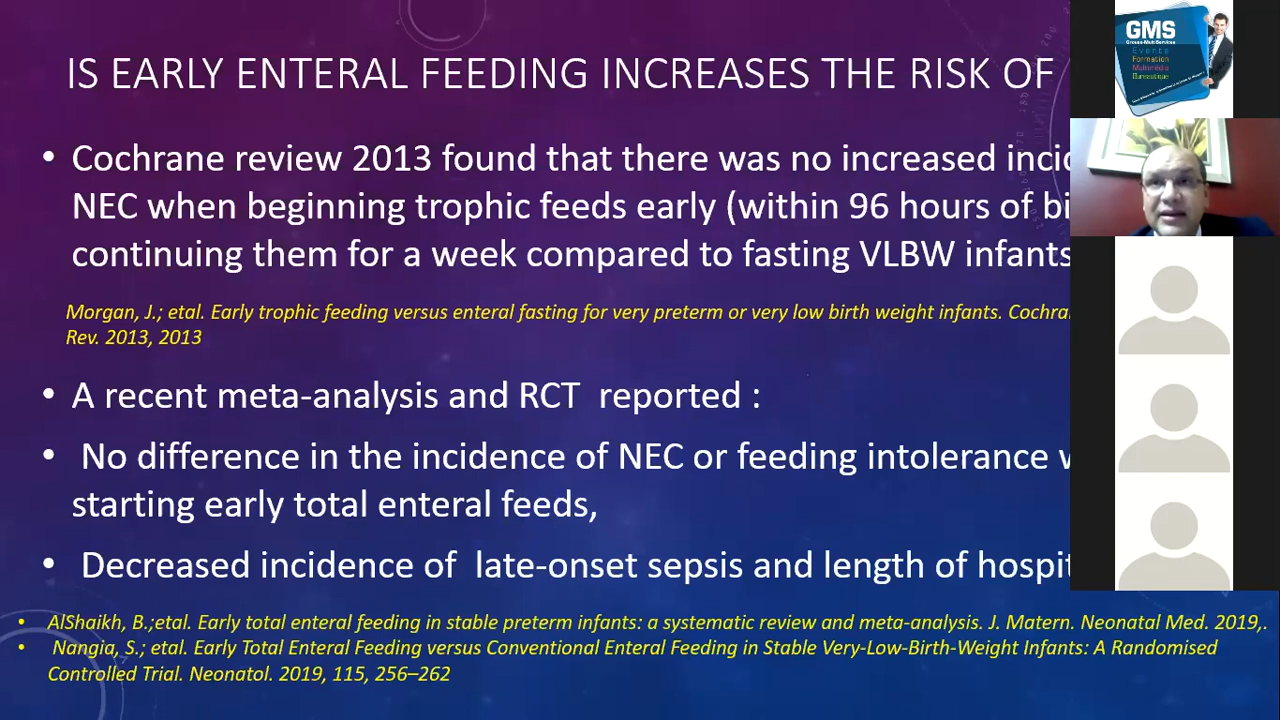 IS EARLY ENTERAL FEEDING INCREASES THE RISK OF
• Cochrane review 2013 found that there was no increased
NEC when beginning trophic feeds early (within 96 hours of
continuing them for a week compared to fasting VLBW infants
Morgan, J.; etal. Early trophic feeding versus enteral fasting for very preterm or very low birth weight infants.
Rev. 2013, 2013
• A recent meta-analysis and RCT reported :
• No difference in the incidence of NEC or feeding intolerance
starting early total enteral feeds,
• Decreased incidence of late-onset sepsis and length of
• AlShaikh, B.;etal. Early total enteral feeding in stable preterm infants: a systematic review and meta-analysis. J. Matern. Neonatal Med. 2019,.
• Nangia, S.; etal. Early Total Enteral Feeding versus Conventional Enteral Feeding in Stable Very-Low-Birth-Weight Infants: A Randomised
Controlled Trial. Neonatol. 2019, 115, 256–262
GMS
Events
Formation
Multimédia
Bureautique